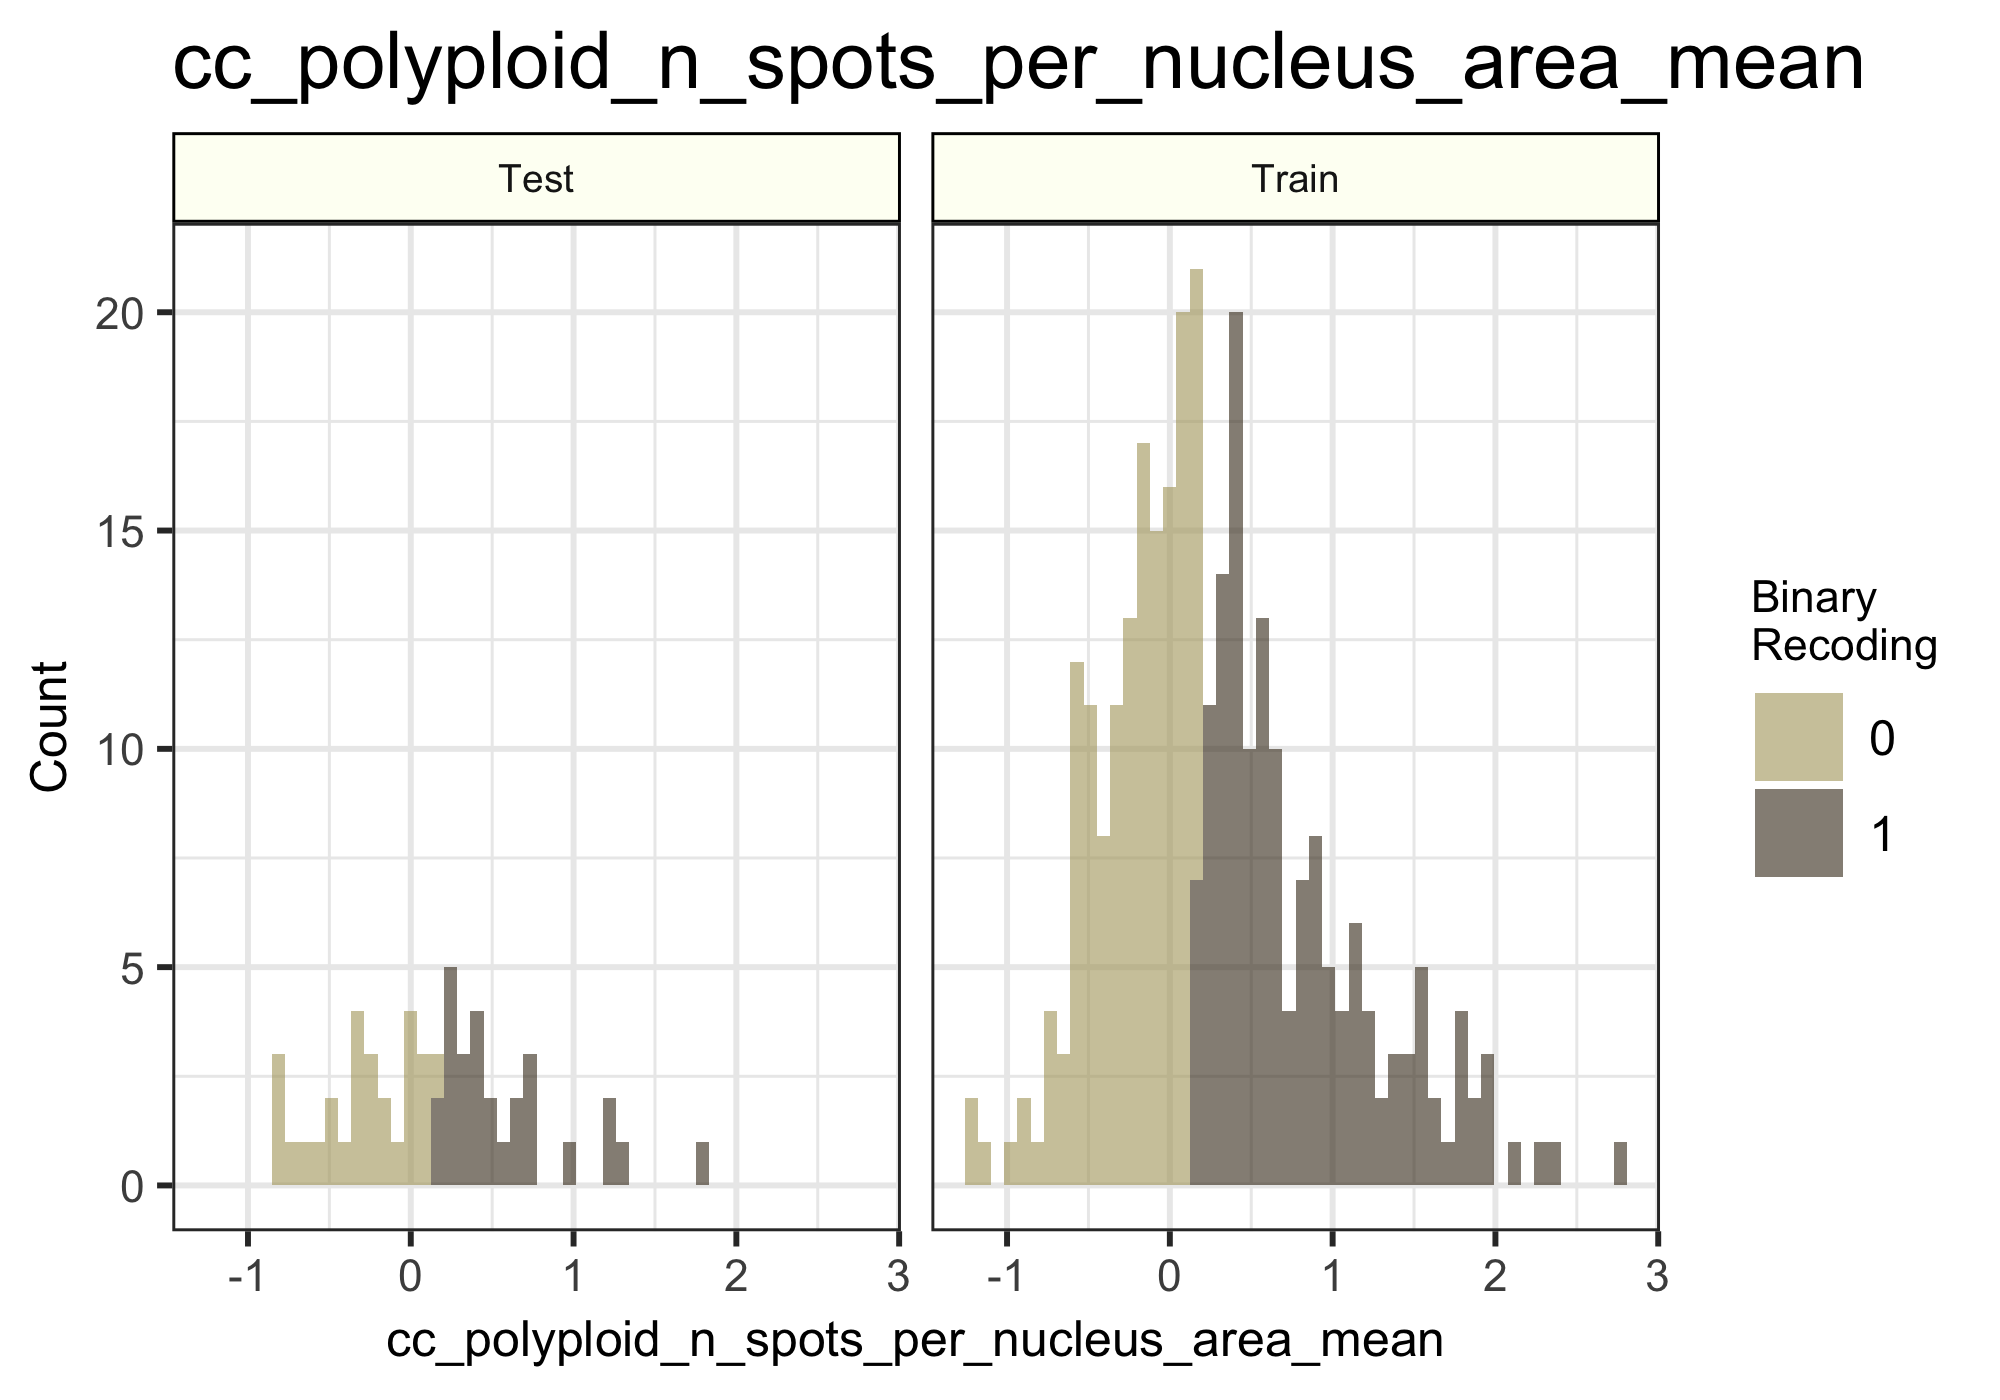 cc_polyploid_n_spots_per_nucleus_area_mean
Test
Train
20
15
10
5
0
Count
-1 0 1 2 3
-1 0 1 2 3
cc_polyploid_n_spots_per_nucleus_area_mean
Binary
Recoding
0
1